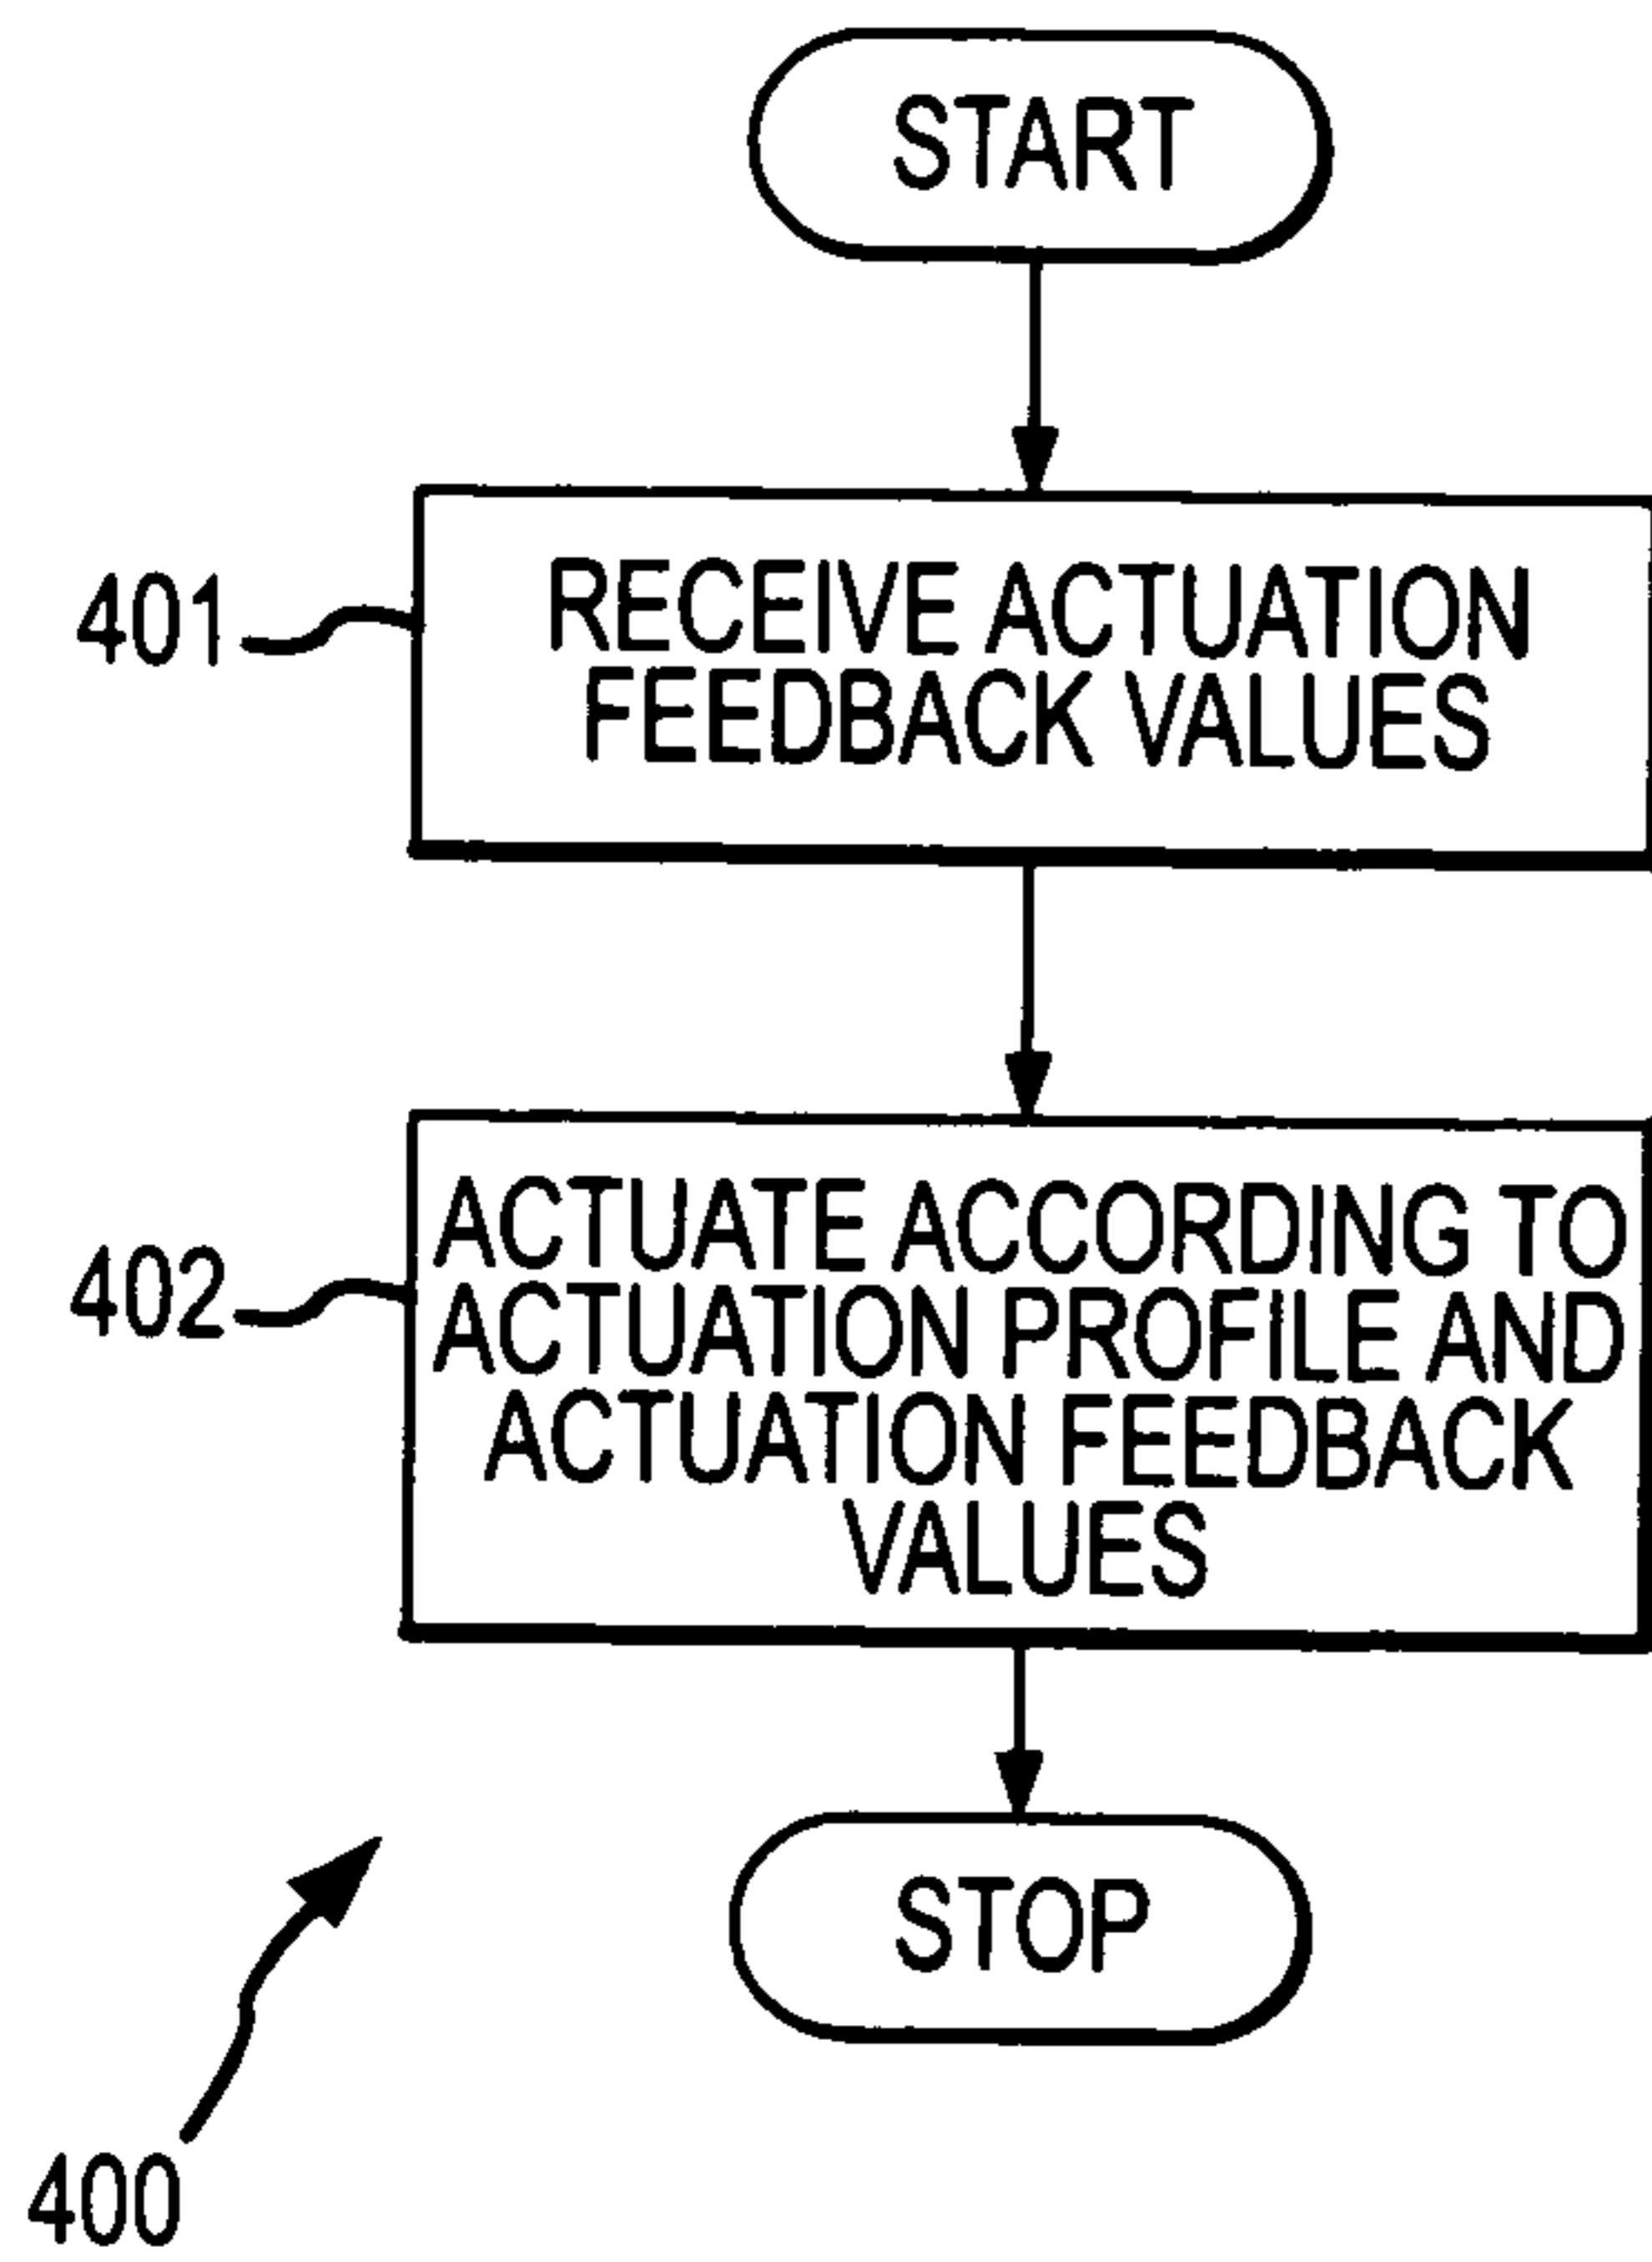 START
401
RECEIVE ACTUATION
FEEDBACK VALUES
402
ACTUATE ACCORDING TO
ACTUATION PROFILE AND
ACTUATION FEEDBACK
VALUES
STOP
400